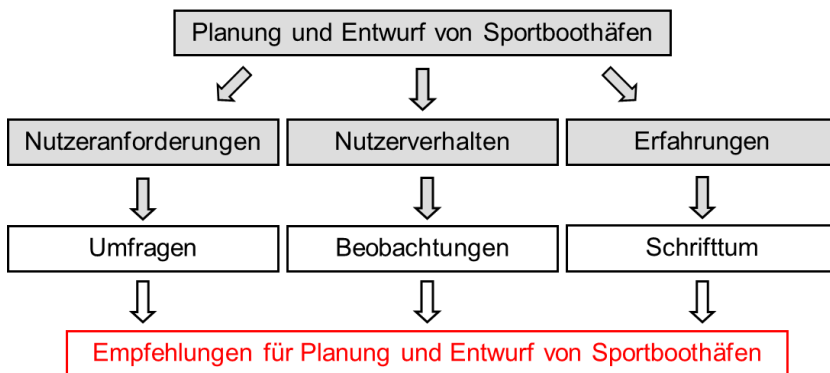 Planung und Entwurf von Sportboothäfen
Nutzeranforderungen
Nutzerverhalten
Erfahrungen
Umfragen
Beobachtungen
Schrifttum
Empfehlungen für Planung und Entwurf von Sportboothäfen